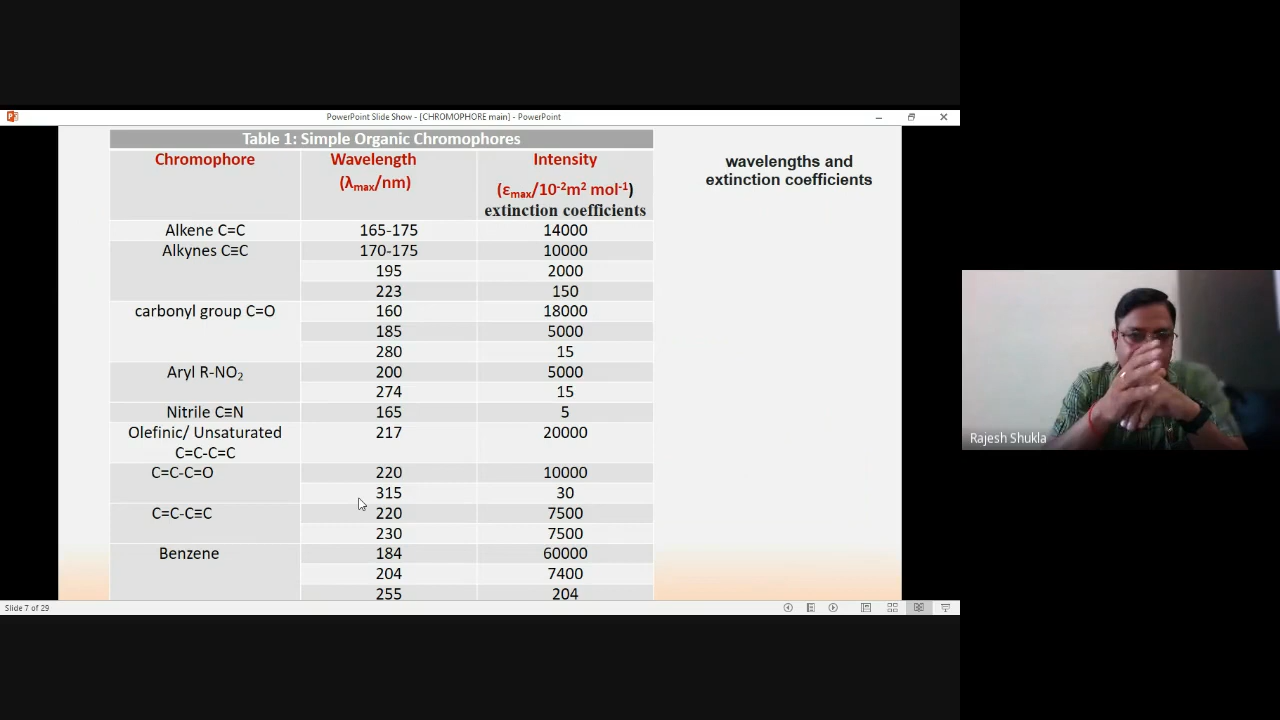 PowerPoint Slide Show - [CHROMOPHORE main] - PowerPoint
Table 1: Simple Organic Chromophores
Chromophore Wavelength (λmax/nm) Intensity (εmax/10⁻²m² mol⁻¹) extinction coefficients
wavelengths and
extinction coefficients
Alkene C=C 165-175 14000
Alkynes C≡C 170-175 10000
195 2000
223 150
carbonyl group C=O 160 18000
185 5000
280 15
Aryl R-NO₂ 200 5000
274 15
Nitrile C≡N 165 5
Olefinic/ Unsaturated 217 20000
C=C-C=C
C=C-C=O 220 10000
315 30
C=C-C≡C 220 7500
230 7500
Benzene 184 60000
204 7400
255 204
Slide 7 of 29
Rajesh Shukla